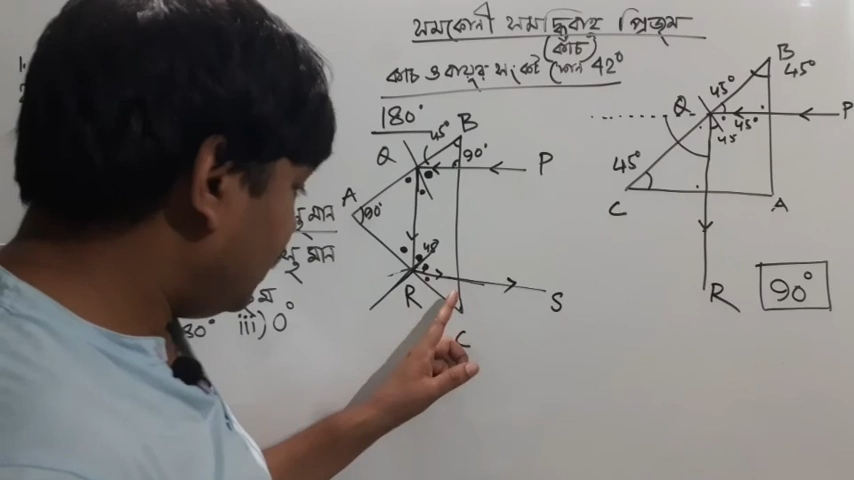 সমকোণী সমদ্বিবাহু প্রিজম
(কাঁচ)
কাচ ও বায়ুর সংকট কোণ 42°
180°
B
45°
Q
90°
P
A
90°
45°
R
S
C
B
45°
45°
Q
P
45°
45
45°
C
A
R
90°
মান
মান
iii) 0°